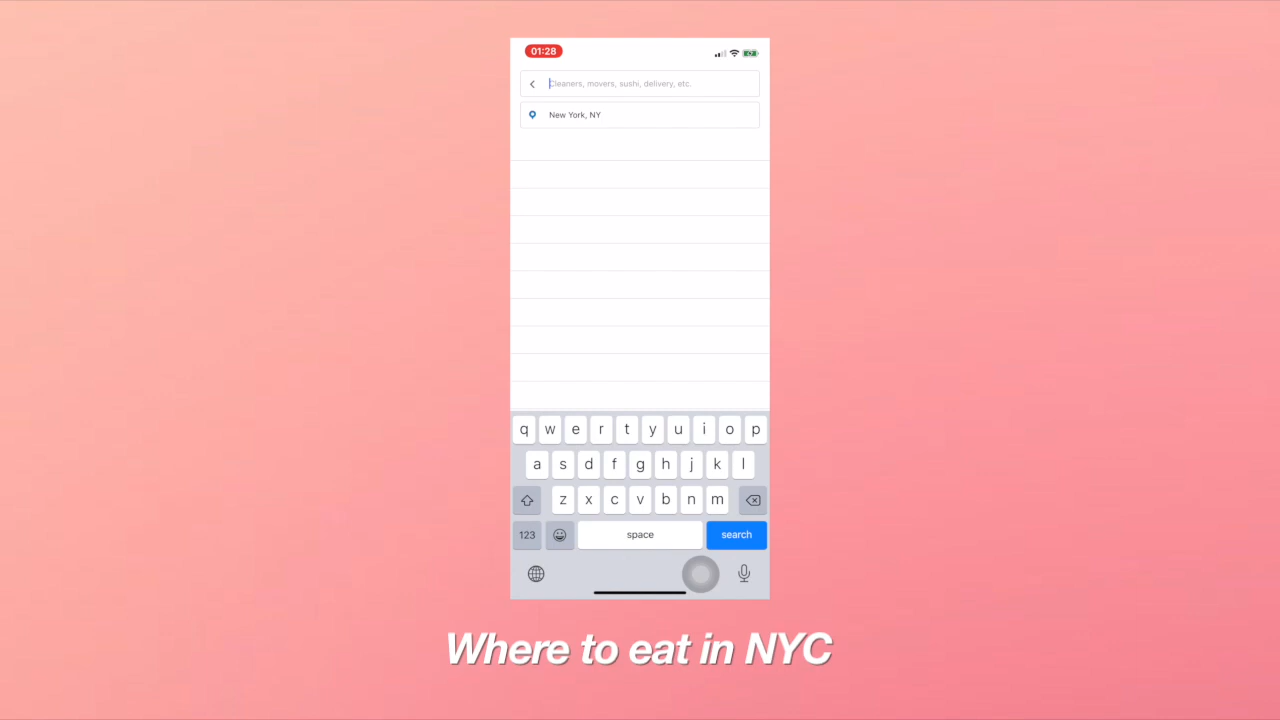 01:28
Cleaners, movers, sushi, delivery, etc.
New York, NY
q w e r t y u i o p
a s d f g h j k l
z x c v b n m
123 space search
Where to eat in NYC